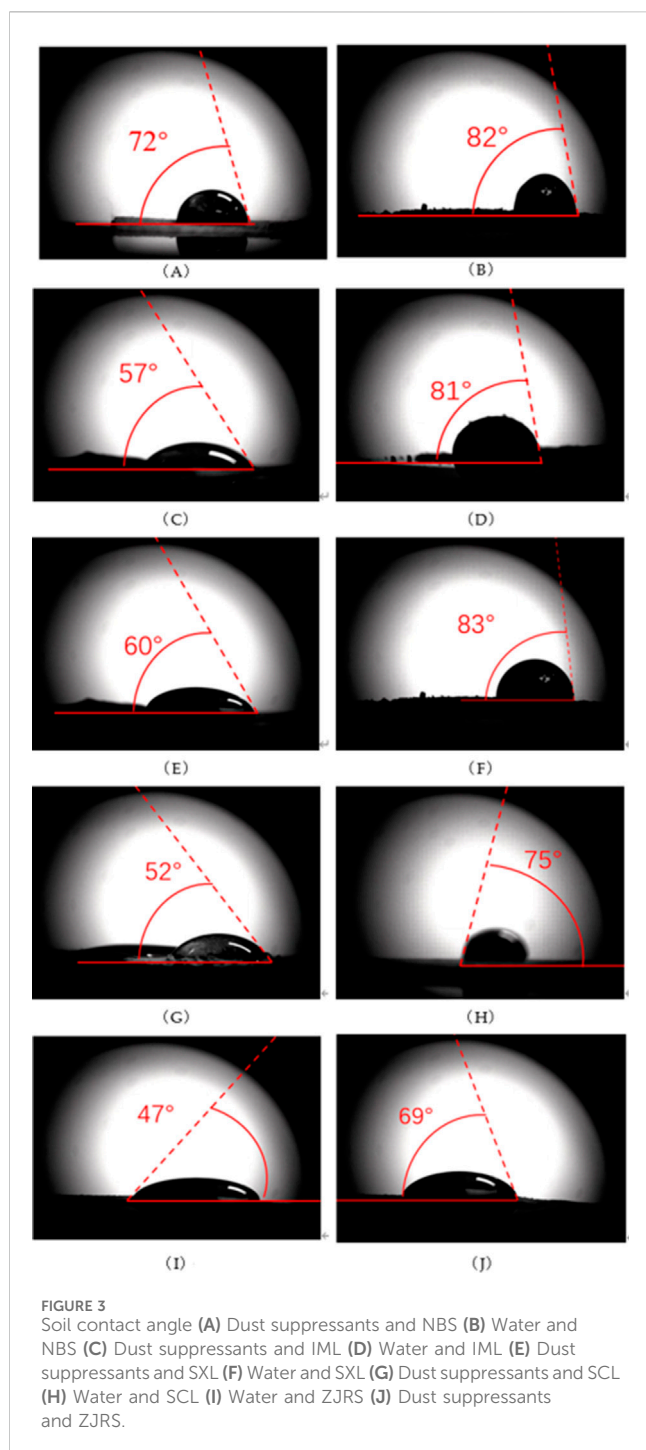 72°
82°
(A)
(B)
57°
81°
(C)
(D)
60°
83°
(E)
(F)
52°
75°
(G)
(H)
47°
69°
(I)
(J)
FIGURE 3
Soil contact angle (A) Dust suppressants and NBS (B) Water and
NBS (C) Dust suppressants and IML (D) Water and IML (E) Dust
suppressants and SXL (F) Water and SXL (G) Dust suppressants and SCL
(H) Water and SCL (I) Water and ZJRS (J) Dust suppressants
and ZJRS.